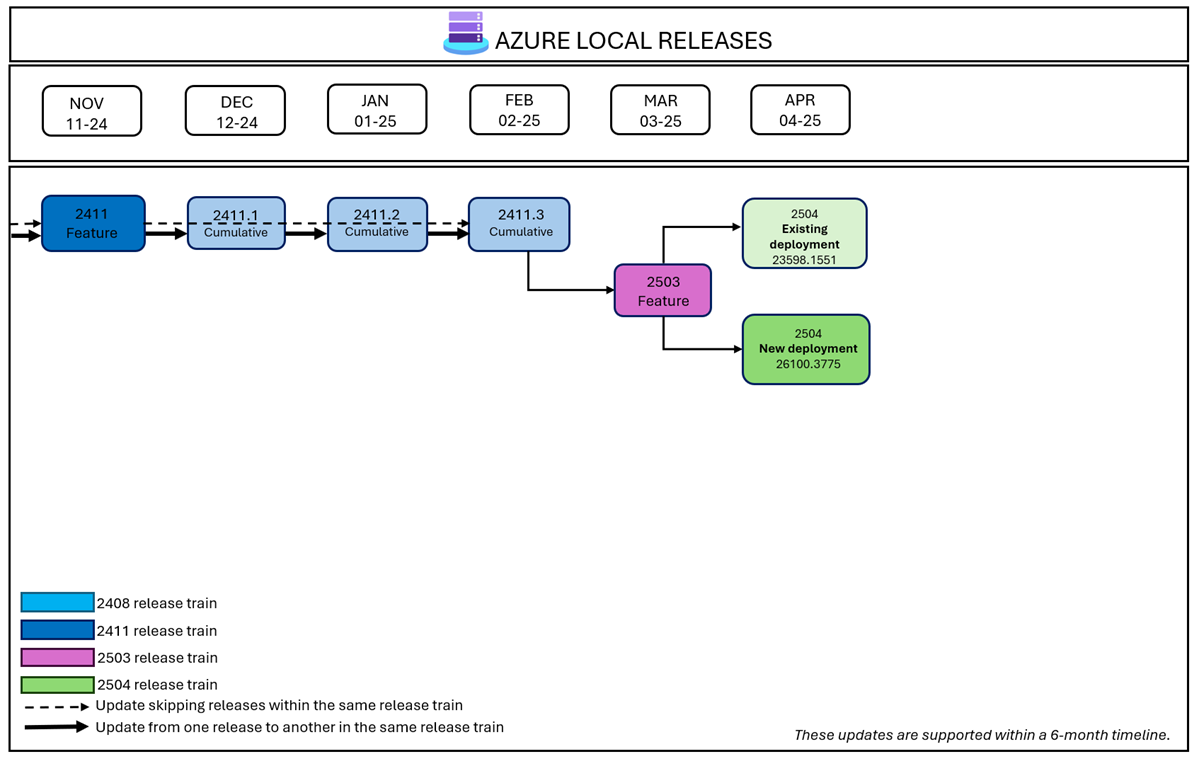 AZURE LOCAL RELEASES
NOV
11-24
DEC
12-24
JAN
01-25
FEB
02-25
MAR
03-25
APR
04-25
2411
Feature
2411.1
Cumulative
2411.2
Cumulative
2411.3
Cumulative
2503
Feature
2504
Existing
deployment
23598.1551
2504
New deployment
26100.3775
2408 release train
2411 release train
2503 release train
2504 release train
Update skipping releases within the same release train
Update from one release to another in the same release train
These updates are supported within a 6-month timeline.